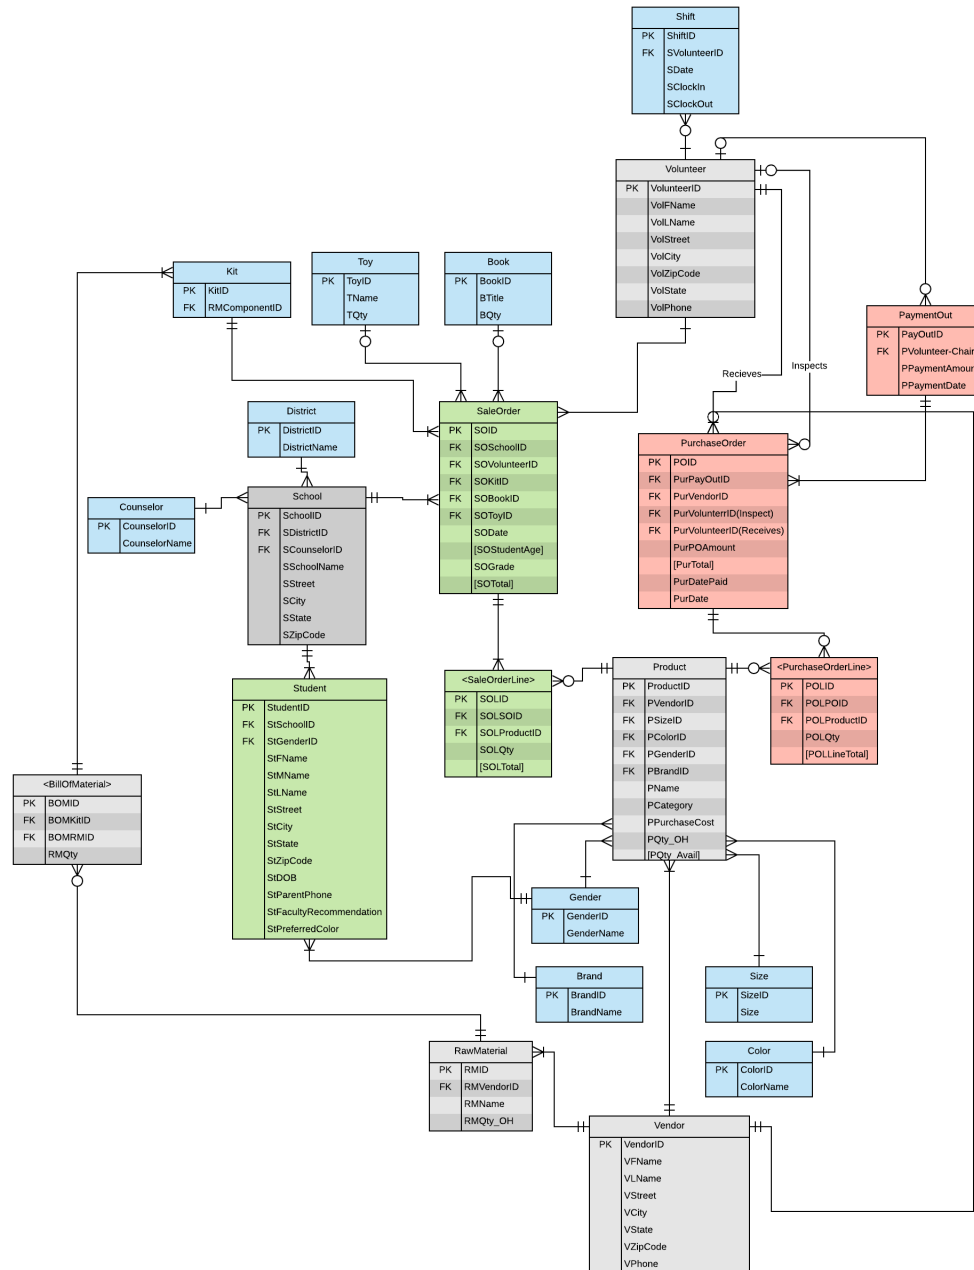 Shift
PK ShiftID
FK SVolunteerID
SDate
SClockIn
SClockOut
Volunteer
PK VolunteerID
VolFName
VolLName
VolStreet
VolCity
VolZipCode
VolState
VolPhone
Kit
PK KitID
FK RMComponentID
Toy
PK ToyID
TName
TQty
Book
PK BookID
BTitle
BQty
PaymentOut
PK PayOutID
FK PVolunteer-Chair
PPaymentAmoun
PPaymentDate
Recieves
Inspects
District
PK DistrictID
DistrictName
SaleOrder
PK SOID
FK SOSchoolID
FK SOVolunteerID
FK SOKitID
FK SOBookID
FK SOToyID
SODate
[SOStudentAge]
SOGrade
[SOTotal]
PurchaseOrder
PK POID
FK PurPayOutID
FK PurVendorID
FK PurVolunterrID(Inspect)
FK PurVolunteerID(Receives)
PurPOAmount
[PurTotal]
PurDatePaid
PurDate
Counselor
PK CounselorID
CounselorName
School
PK SchoolID
FK SDistrictID
FK SCounselorID
SSchoolName
SStreet
SCity
SState
SZipCode
Student
PK StudentID
FK StSchoolID
FK StGenderID
StFName
StMName
StLName
StStreet
StCity
StState
StZipCode
StDOB
StParentPhone
StFacultyRecommendation
StPreferredColor
<SaleOrderLine>
PK SOLID
FK SOLSOID
FK SOLProductID
SOLQty
[SOLTotal]
Product
PK ProductID
FK PVendorID
FK PSizeID
FK PColorID
FK PGenderID
FK PBrandID
PName
PCategory
PPurchaseCost
PQty_OH
[PQty_Avail]
<PurchaseOrderLine>
PK POLID
FK POLPOID
FK POLProductID
POLQty
[POLLineTotal]
<BillOfMaterial>
PK BOMID
FK BOMKitID
FK BOMRMID
RMQty
Gender
PK GenderID
GenderName
Brand
PK BrandID
BrandName
Size
PK SizeID
Size
RawMaterial
PK RMID
FK RMVendorID
RMName
RMQty_OH
Color
PK ColorID
ColorName
Vendor
PK VendorID
VFName
VLName
VStreet
VCity
VState
VZipCode
VPhone